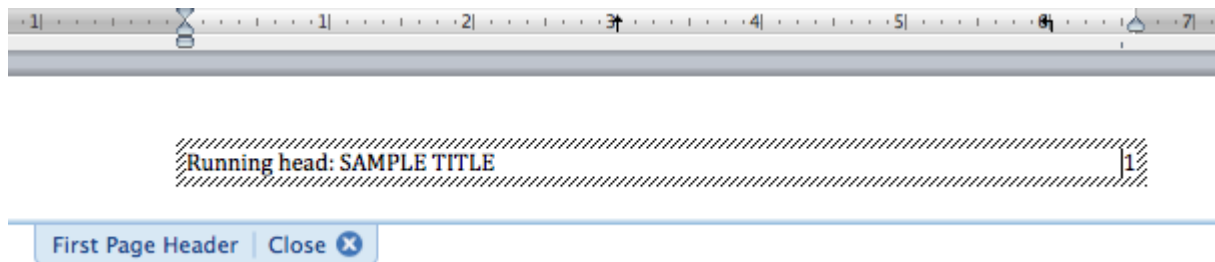 1 1 2 3 4 5 6 7
Running head: SAMPLE TITLE 1
First Page Header Close